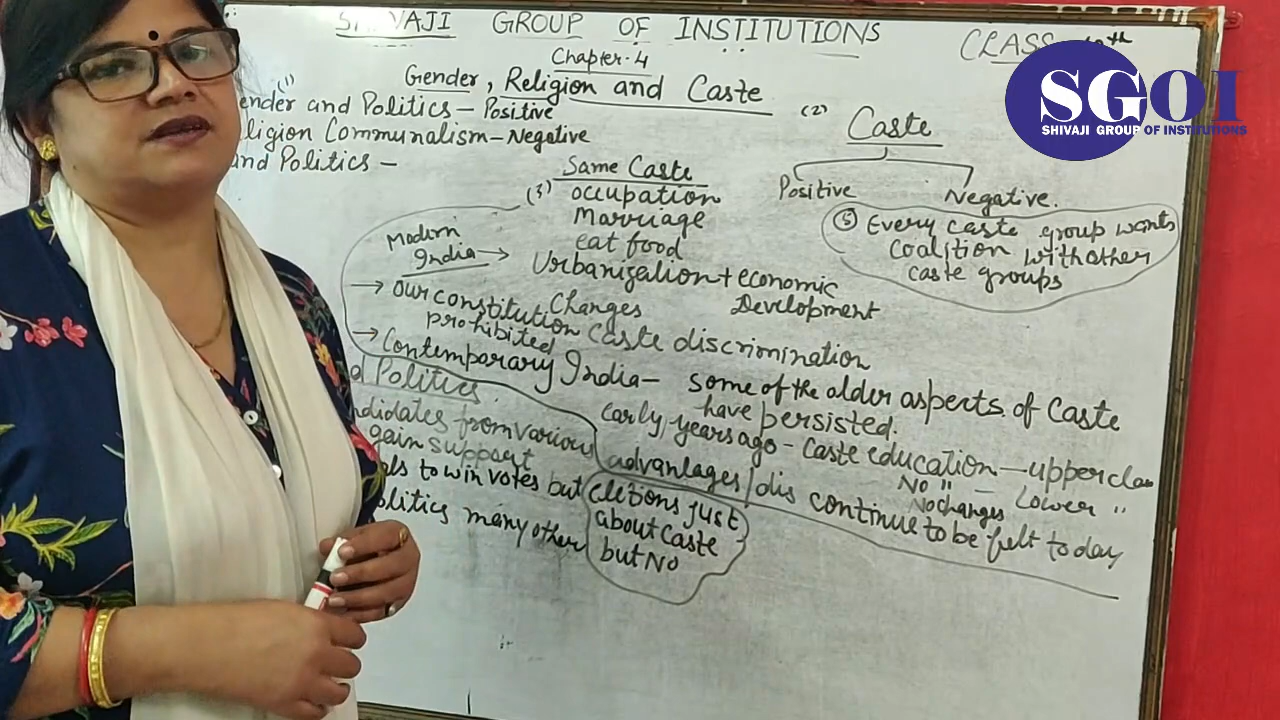 SHIVAJI GROUP OF INSTITUTIONS
CLASS
Chapter-4
Gender, Religion and Caste
(1)
ender and Politics - Positive
ligion Communalism - Negative
and Politics -
(2)
Caste
Positive
Negative.
(3)
Same Caste
occupation
Marriage
eat food
Modern
India →
Urbanization + economic
Changes Development
→ Our constitution caste discrimination
prohibited
→ Contemporary India - some of the older aspects of Caste
have persisted.
Early years ago - caste education - upper clas
No " - Lower "
No changes
advantages/dis continue to be felt today
⑤ Every caste group wants
coalition with other
caste groups
d Politics.
ndidates from various
gain support
to win votes but
olitics many other
elections just
about caste
but No
SGOI
SHIVAJI GROUP OF INSTITUTIONS